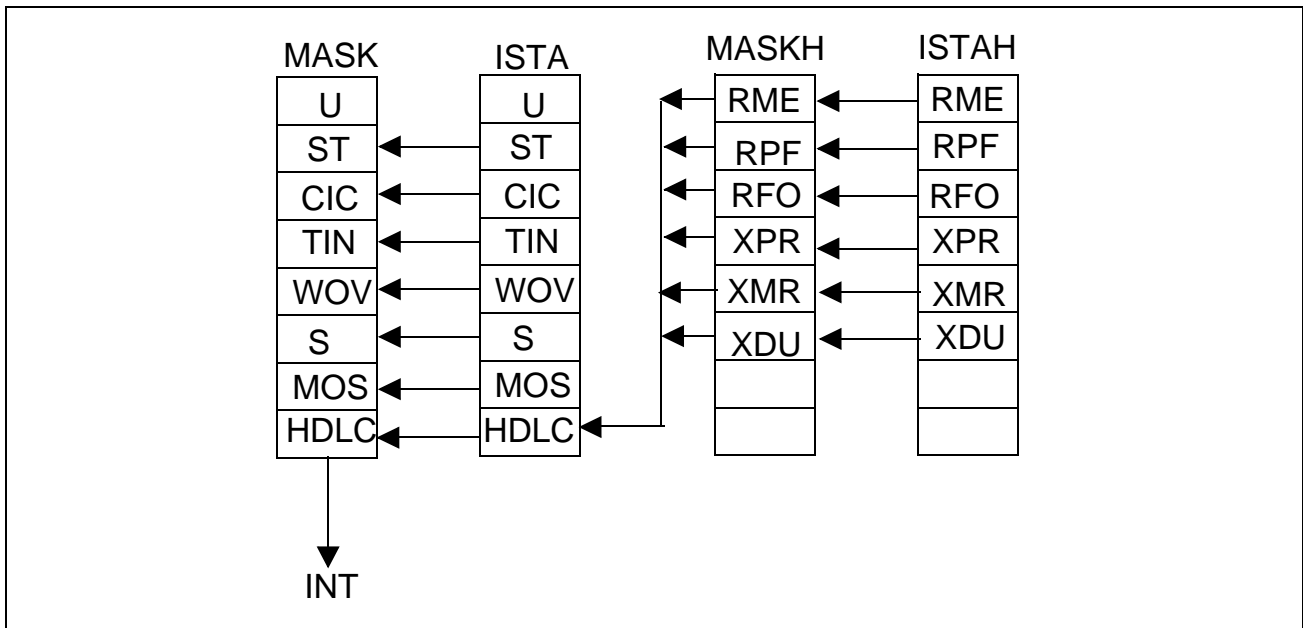 MASK ISTA MASKH ISTAH
U U RME RME
ST ST RPF RPF
CIC CIC RFO RFO
TIN TIN XPR XPR
WOV WOV XMR XMR
S S XDU XDU
MOS MOS
HDLC HDLC
INT